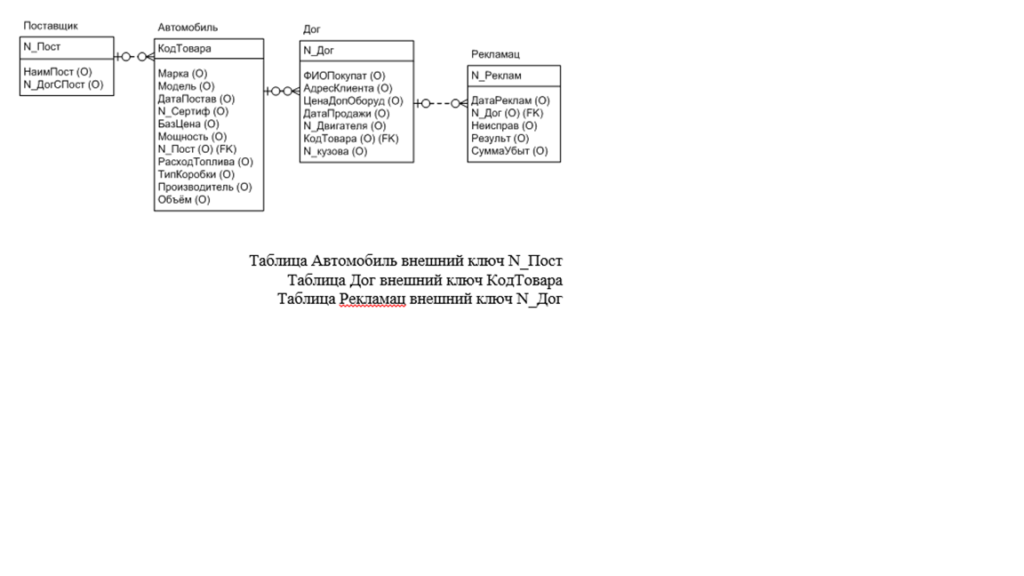 Поставщик
N_Пост
НаимПост (O)
N_ДогСПост (O)
Автомобиль
КодТовара
Марка (O)
Модель (O)
ДатаПостав (O)
N_Сертиф (O)
БазЦена (O)
Мощность (O)
N_Пост (O) (FK)
РасходТоплива (O)
ТипКоробки (O)
Производитель (O)
Объём (O)
Дог
N_Дог
ФИОПокупат (O)
АдресКлиента (O)
ЦенаДопОборуд (O)
ДатаПродажи (O)
N_Двигателя (O)
КодТовара (O) (FK)
N_кузова (O)
Рекламац
N_Реклам
ДатаРеклам (O)
N_Дог (O) (FK)
Неисправ (O)
Результ (O)
СуммаУбыт (O)
Таблица Автомобиль внешний ключ N_Пост
Таблица Дог внешний ключ КодТовара
Таблица Рекламац внешний ключ N_Дог